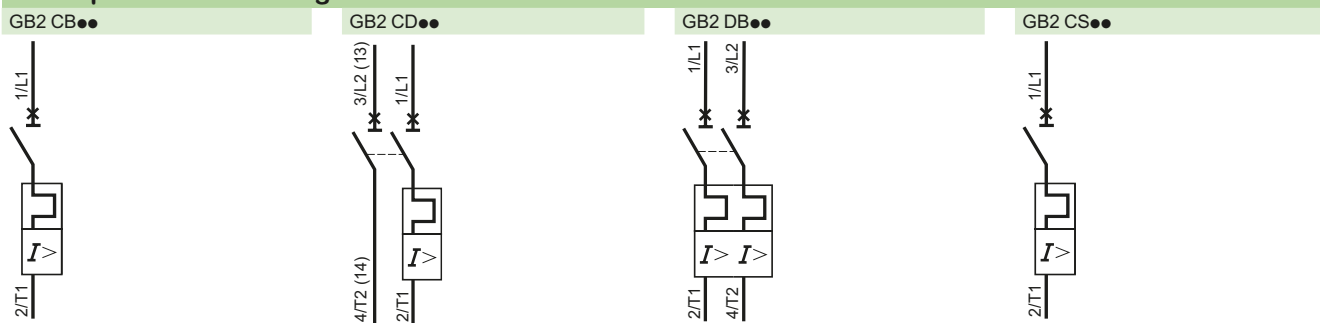 GB2 CB●●
GB2 CD●●
GB2 DB●●
GB2 CS●●
1/L1
3/L2 (13)
1/L1
1/L1
3/L2
1/L1
I>
I>
I> I>
I>
2/T1
4/T2 (14)
2/T1
2/T1
4/T2
2/T1